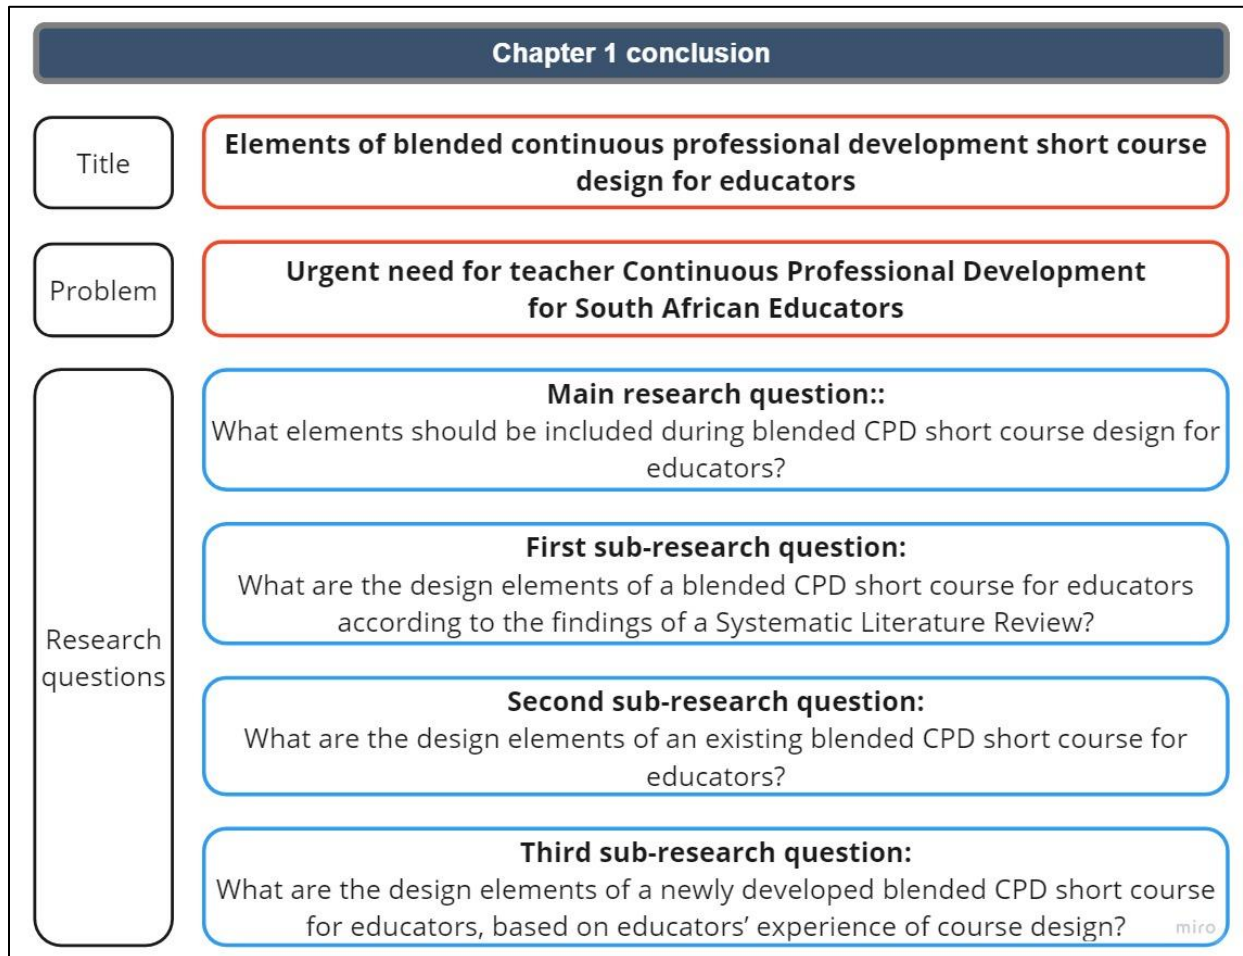 Chapter 1 conclusion
Title
Elements of blended continuous professional development short course
design for educators
Problem
Urgent need for teacher Continuous Professional Development
for South African Educators
Research
questions
Main research question::
What elements should be included during blended CPD short course design for
educators?
First sub-research question:
What are the design elements of a blended CPD short course for educators
according to the findings of a Systematic Literature Review?
Second sub-research question:
What are the design elements of an existing blended CPD short course for
educators?
Third sub-research question:
What are the design elements of a newly developed blended CPD short course
for educators, based on educators’ experience of course design?
miro